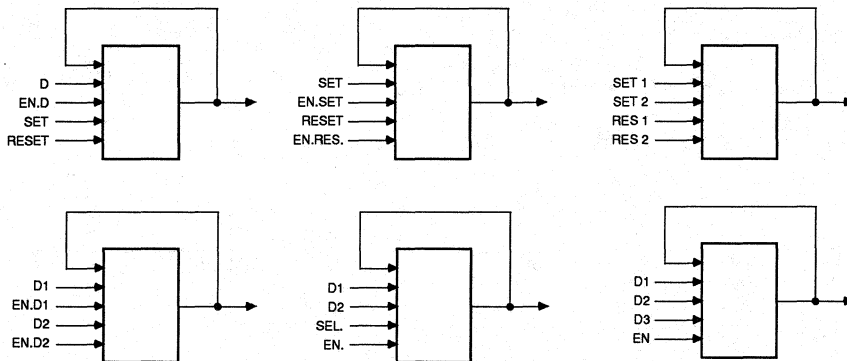 D
EN.D
SET
RESET
SET
EN.SET
RESET
EN.RES.
SET 1
SET 2
RES 1
RES 2
D1
EN.D1
D2
EN.D2
D1
D2
SEL.
EN.
D1
D2
D3
EN